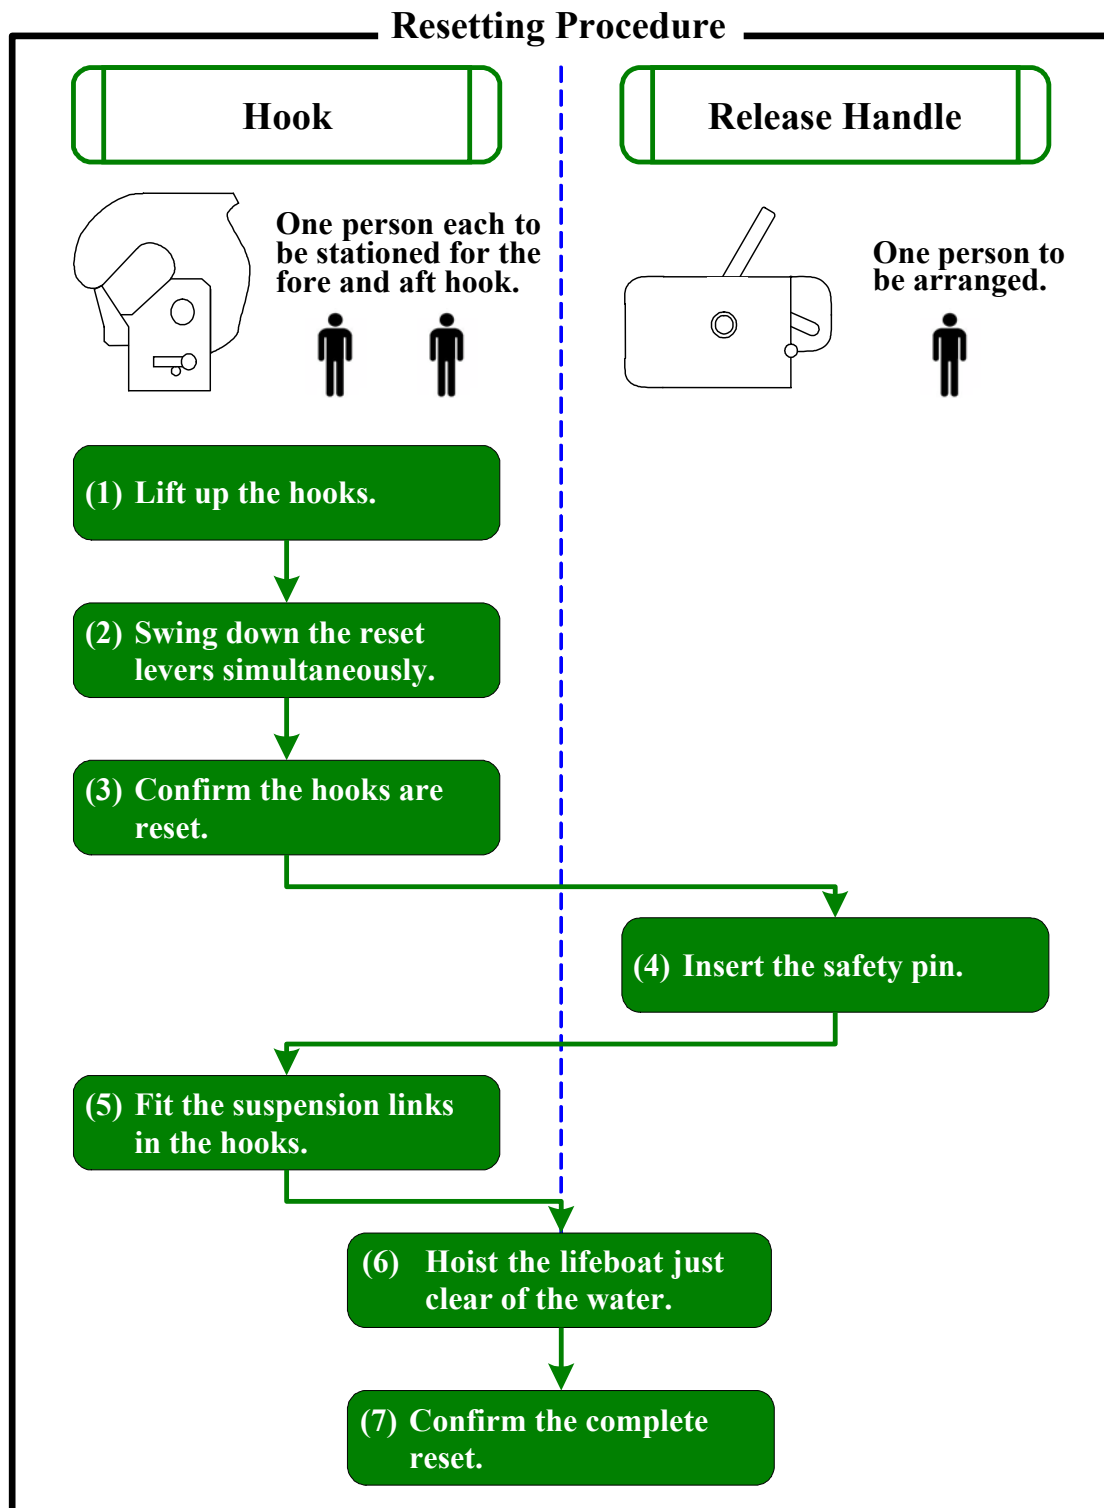 Resetting Procedure
Hook
Release Handle
One person each to
be stationed for the
fore and aft hook.
One person to
be arranged.
(1) Lift up the hooks.
(2) Swing down the reset
levers simultaneously.
(3) Confirm the hooks are
reset.
(4) Insert the safety pin.
(5) Fit the suspension links
in the hooks.
(6) Hoist the lifeboat just
clear of the water.
(7) Confirm the complete
reset.